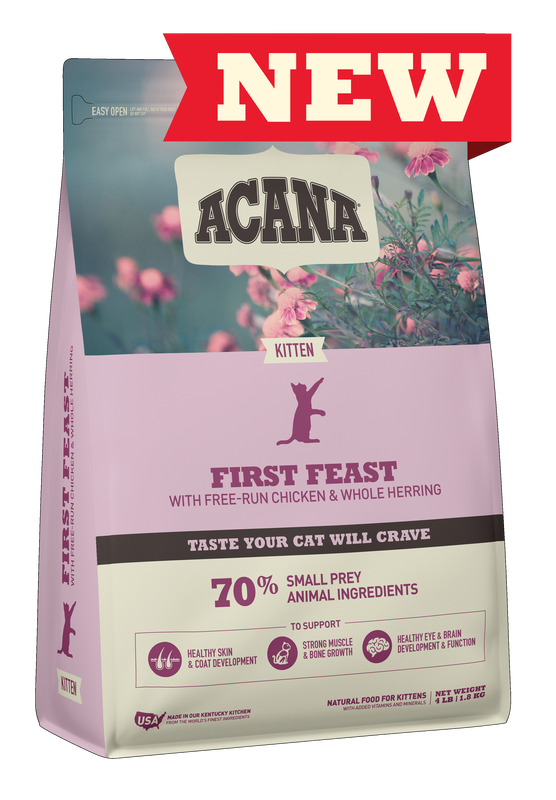 NEW
EASY OPEN
ACANA
KITTEN
FIRST FEAST
WITH FREE-RUN CHICKEN & WHOLE HERRING
TASTE YOUR CAT WILL CRAVE
70% SMALL PREY
ANIMAL INGREDIENTS
TO SUPPORT
HEALTHY SKIN
& COAT DEVELOPMENT
STRONG MUSCLE
& BONE GROWTH
HEALTHY EYE & BRAIN
DEVELOPMENT & FUNCTION
USA
MADE IN OUR KENTUCKY KITCHEN
FROM THE WORLD'S FINEST INGREDIENTS
NATURAL FOOD FOR KITTENS
WITH ADDED VITAMINS AND MINERALS
NET WEIGHT
4 LB | 1.8 KG
FIRST FEAST
WITH FREE-RUN CHICKEN & WHOLE HERRING
KITTEN